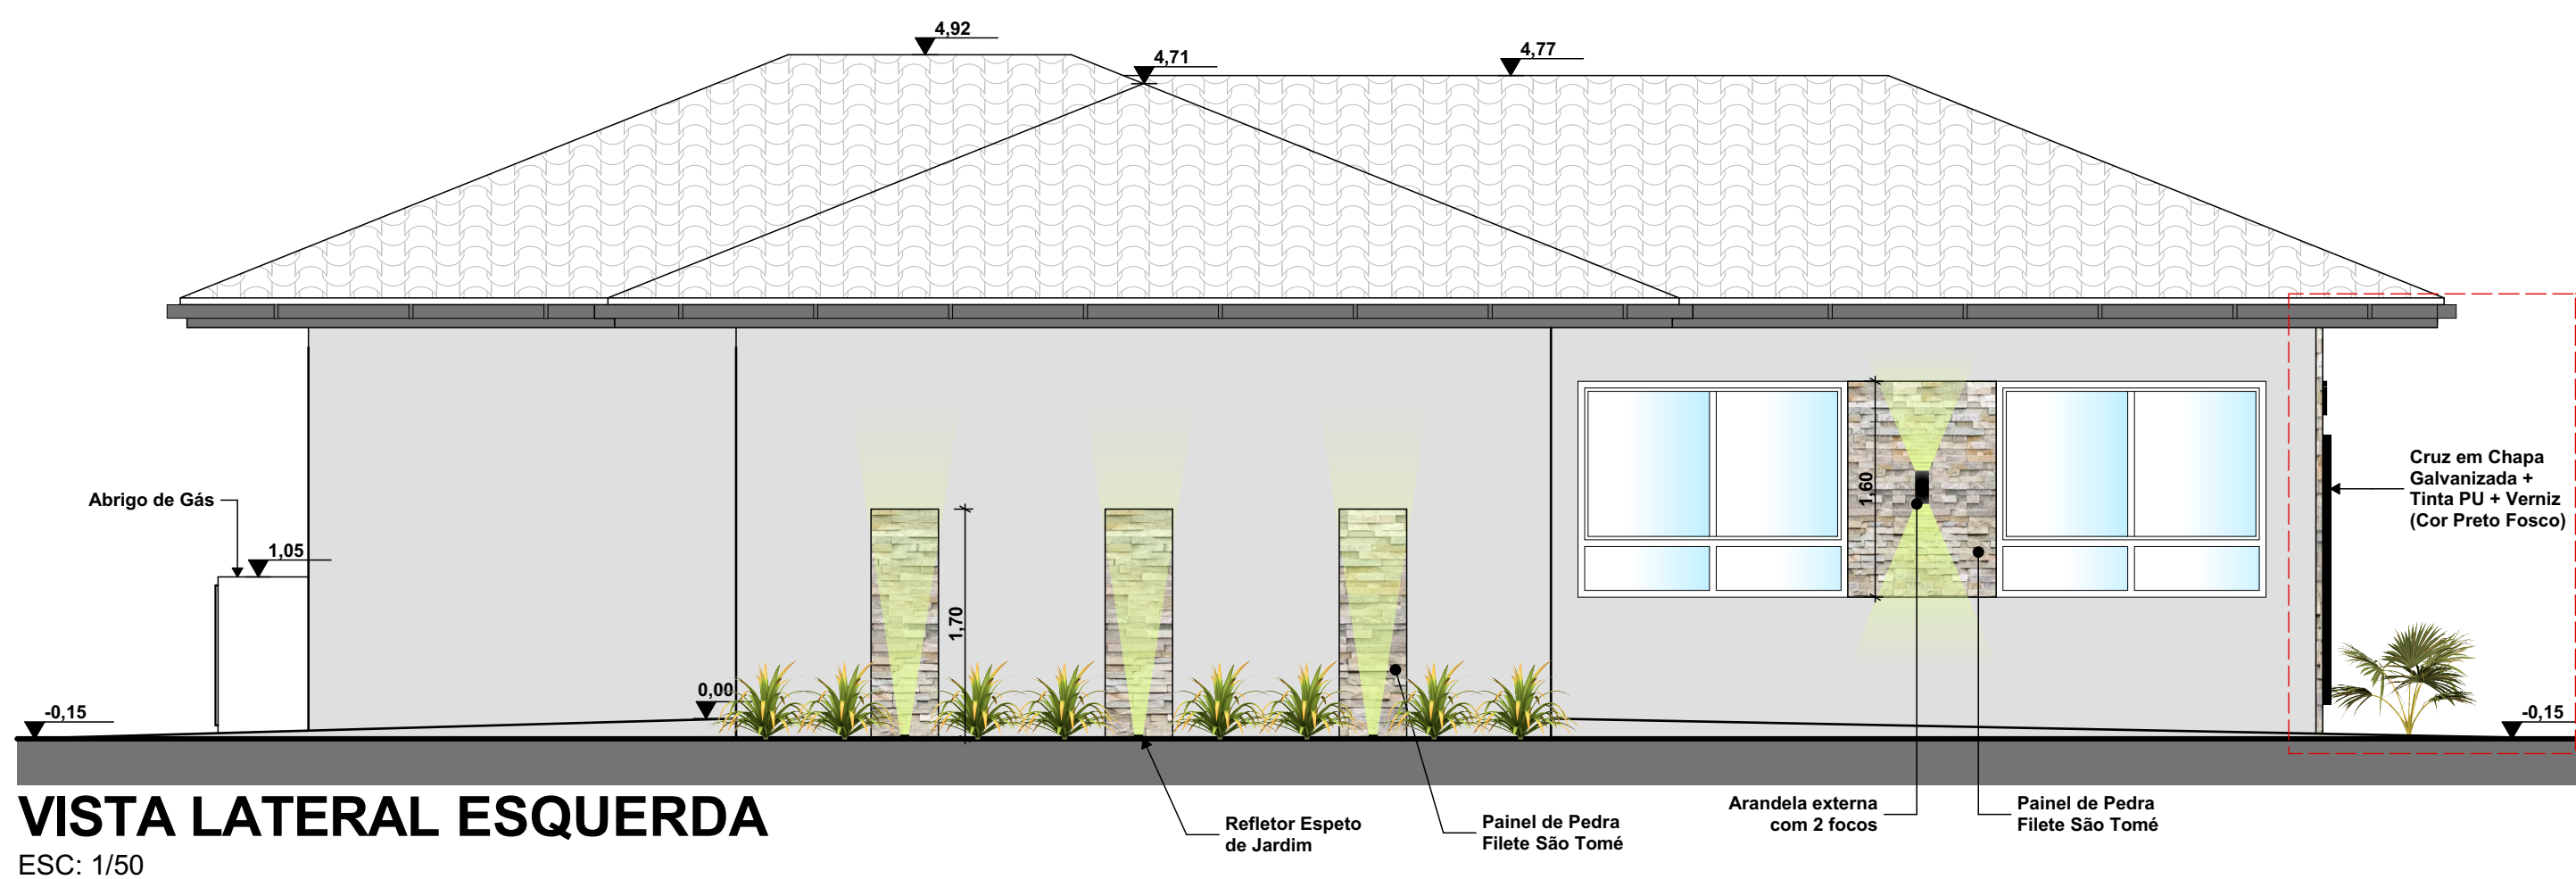 4,92
4,71
4,77
Abrigo de Gás
1,05
1,70
1,60
Cruz em Chapa
Galvanizada +
Tinta PU + Verniz
(Cor Preto Fosco)
0,00
-0,15
-0,15
Refletor Espeto
de Jardim
Painel de Pedra
Filete São Tomé
Arandela externa
com 2 focos
Painel de Pedra
Filete São Tomé
VISTA LATERAL ESQUERDA
ESC: 1/50